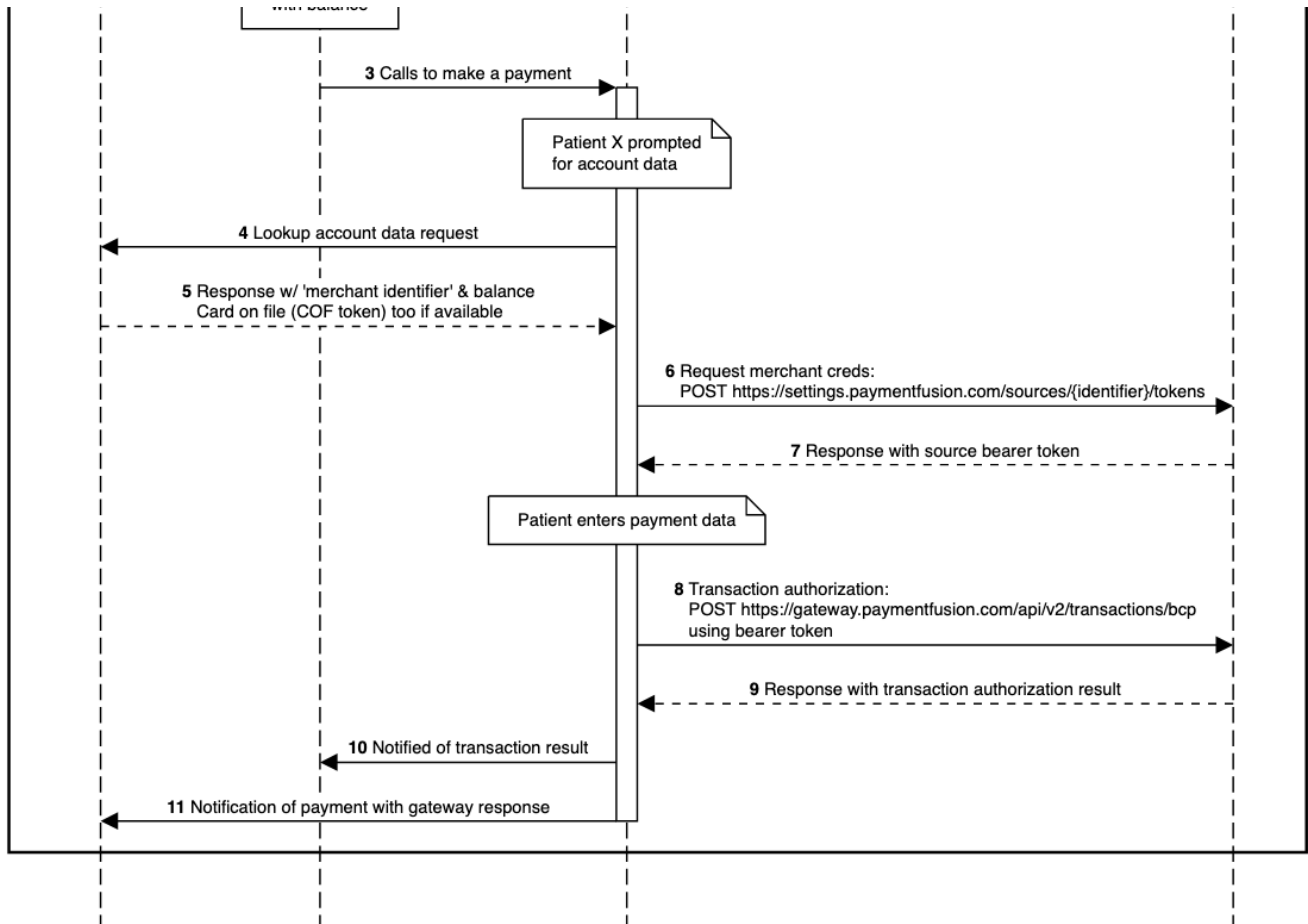 with balance
3 Calls to make a payment
Patient X prompted
for account data
4 Lookup account data request
5 Response w/ 'merchant identifier' & balance
Card on file (COF token) too if available
6 Request merchant creds:
POST https://settings.paymentfusion.com/sources/{identifier}/tokens
7 Response with source bearer token
Patient enters payment data
8 Transaction authorization:
POST https://gateway.paymentfusion.com/api/v2/transactions/bcp
using bearer token
9 Response with transaction authorization result
10 Notified of transaction result
11 Notification of payment with gateway response